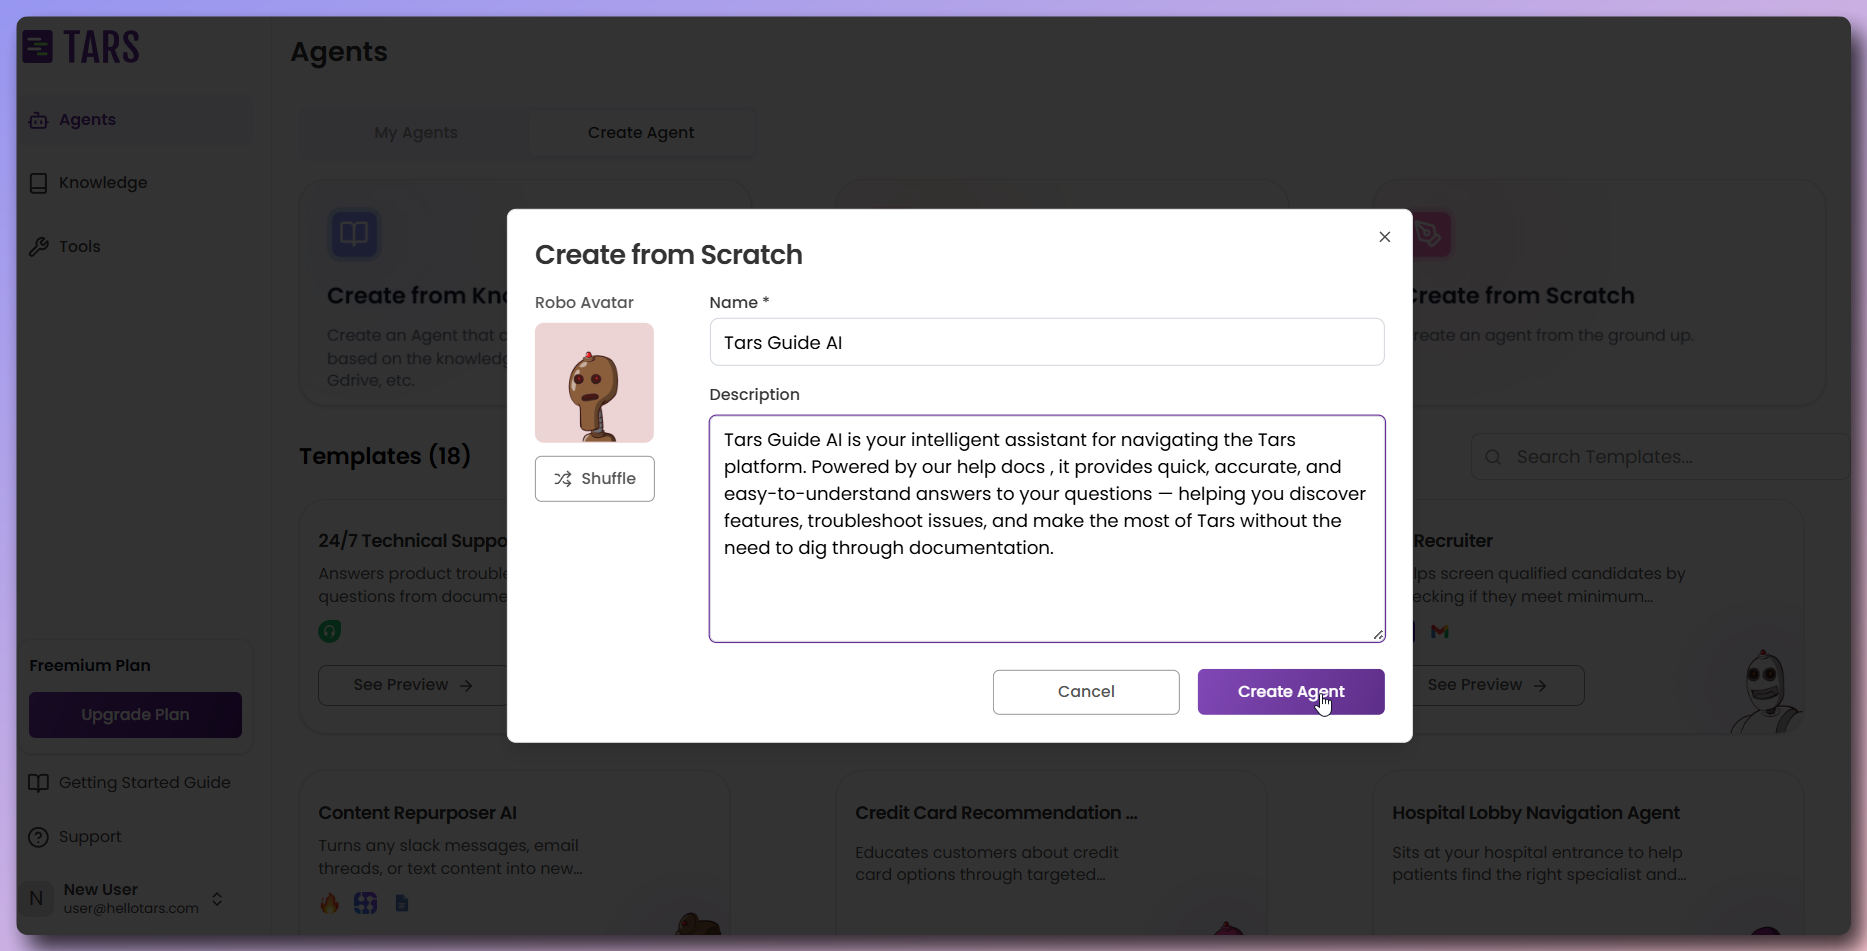 TARS
Agents
Knowledge
Tools
Freemium Plan
Upgrade Plan
Getting Started Guide
Support
N
New User
user@hellotars.com
Agents
My Agents
Create Agent
Create from Kn
Create an Agent that
based on the knowledg
Gdrive, etc.
Create from Scratch
reate an agent from the ground up.
Templates (18)
Search Templates...
24/7 Technical Suppo
Answers product trouble
questions from docume
See Preview
Recruiter
lps screen qualified candidates by
ecking if they meet minimum...
See Preview
Content Repurposer AI
Turns any slack messages, email
threads, or text content into new...
Credit Card Recommendation ...
Educates customers about credit
card options through targeted...
Hospital Lobby Navigation Agent
Sits at your hospital entrance to help
patients find the right specialist and...
Create from Scratch
Robo Avatar
Shuffle
Name *
Tars Guide AI
Description
Tars Guide AI is your intelligent assistant for navigating the Tars
platform. Powered by our help docs , it provides quick, accurate, and
easy-to-understand answers to your questions — helping you discover
features, troubleshoot issues, and make the most of Tars without the
need to dig through documentation.
Cancel
Create Agent